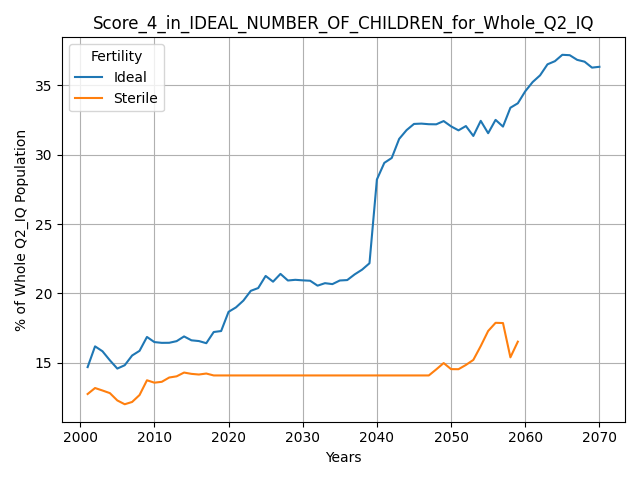 Score_4_in_IDEAL_NUMBER_OF_CHILDREN_for_Whole_Q2_IQ
Fertility
Ideal
Sterile
% of Whole Q2_IQ Population
35
30
25
20
15
2000 2010 2020 2030 2040 2050 2060 2070
Years